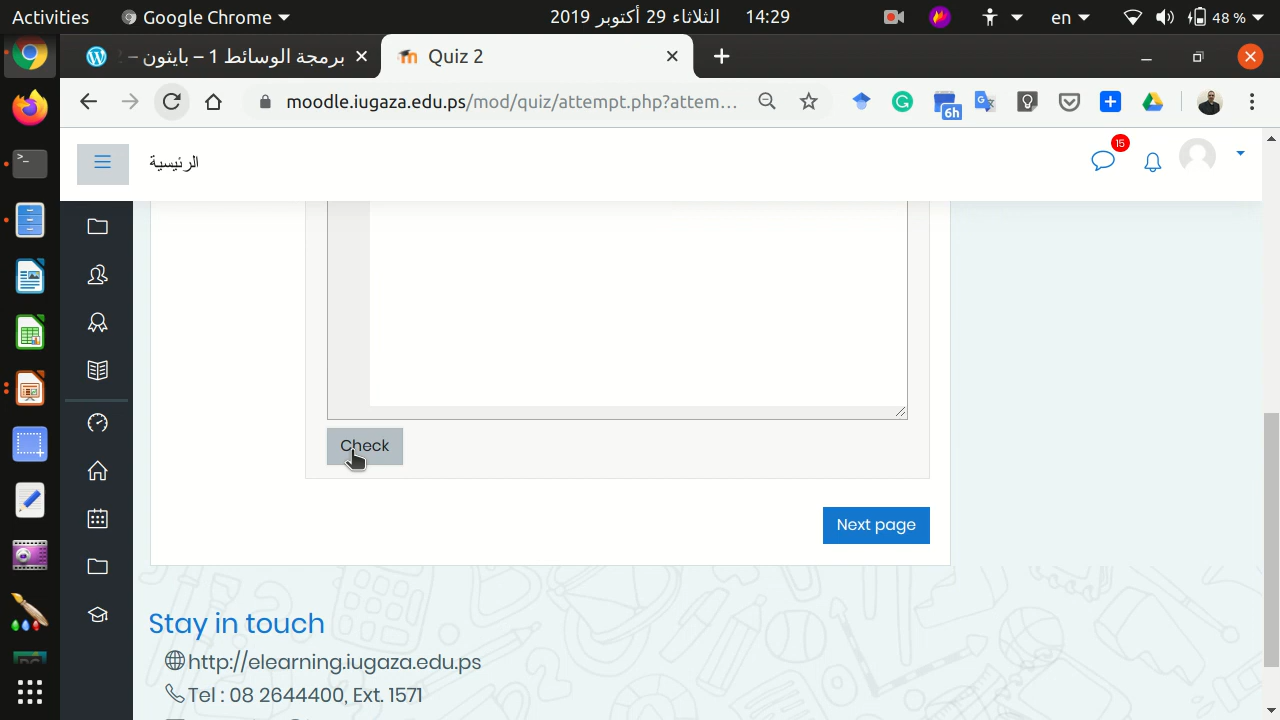 Activities
Google Chrome
الثلاثاء 29 أكتوبر 2019
14:29
en
48 %
برمجة الوسائط 1 – بايثون –
Quiz 2
moodle.iugaza.edu.ps/mod/quiz/attempt.php?attem...
6h
الرئيسية
15
Check
Next page
Stay in touch
http://elearning.iugaza.edu.ps
Tel : 08 2644400, Ext. 1571